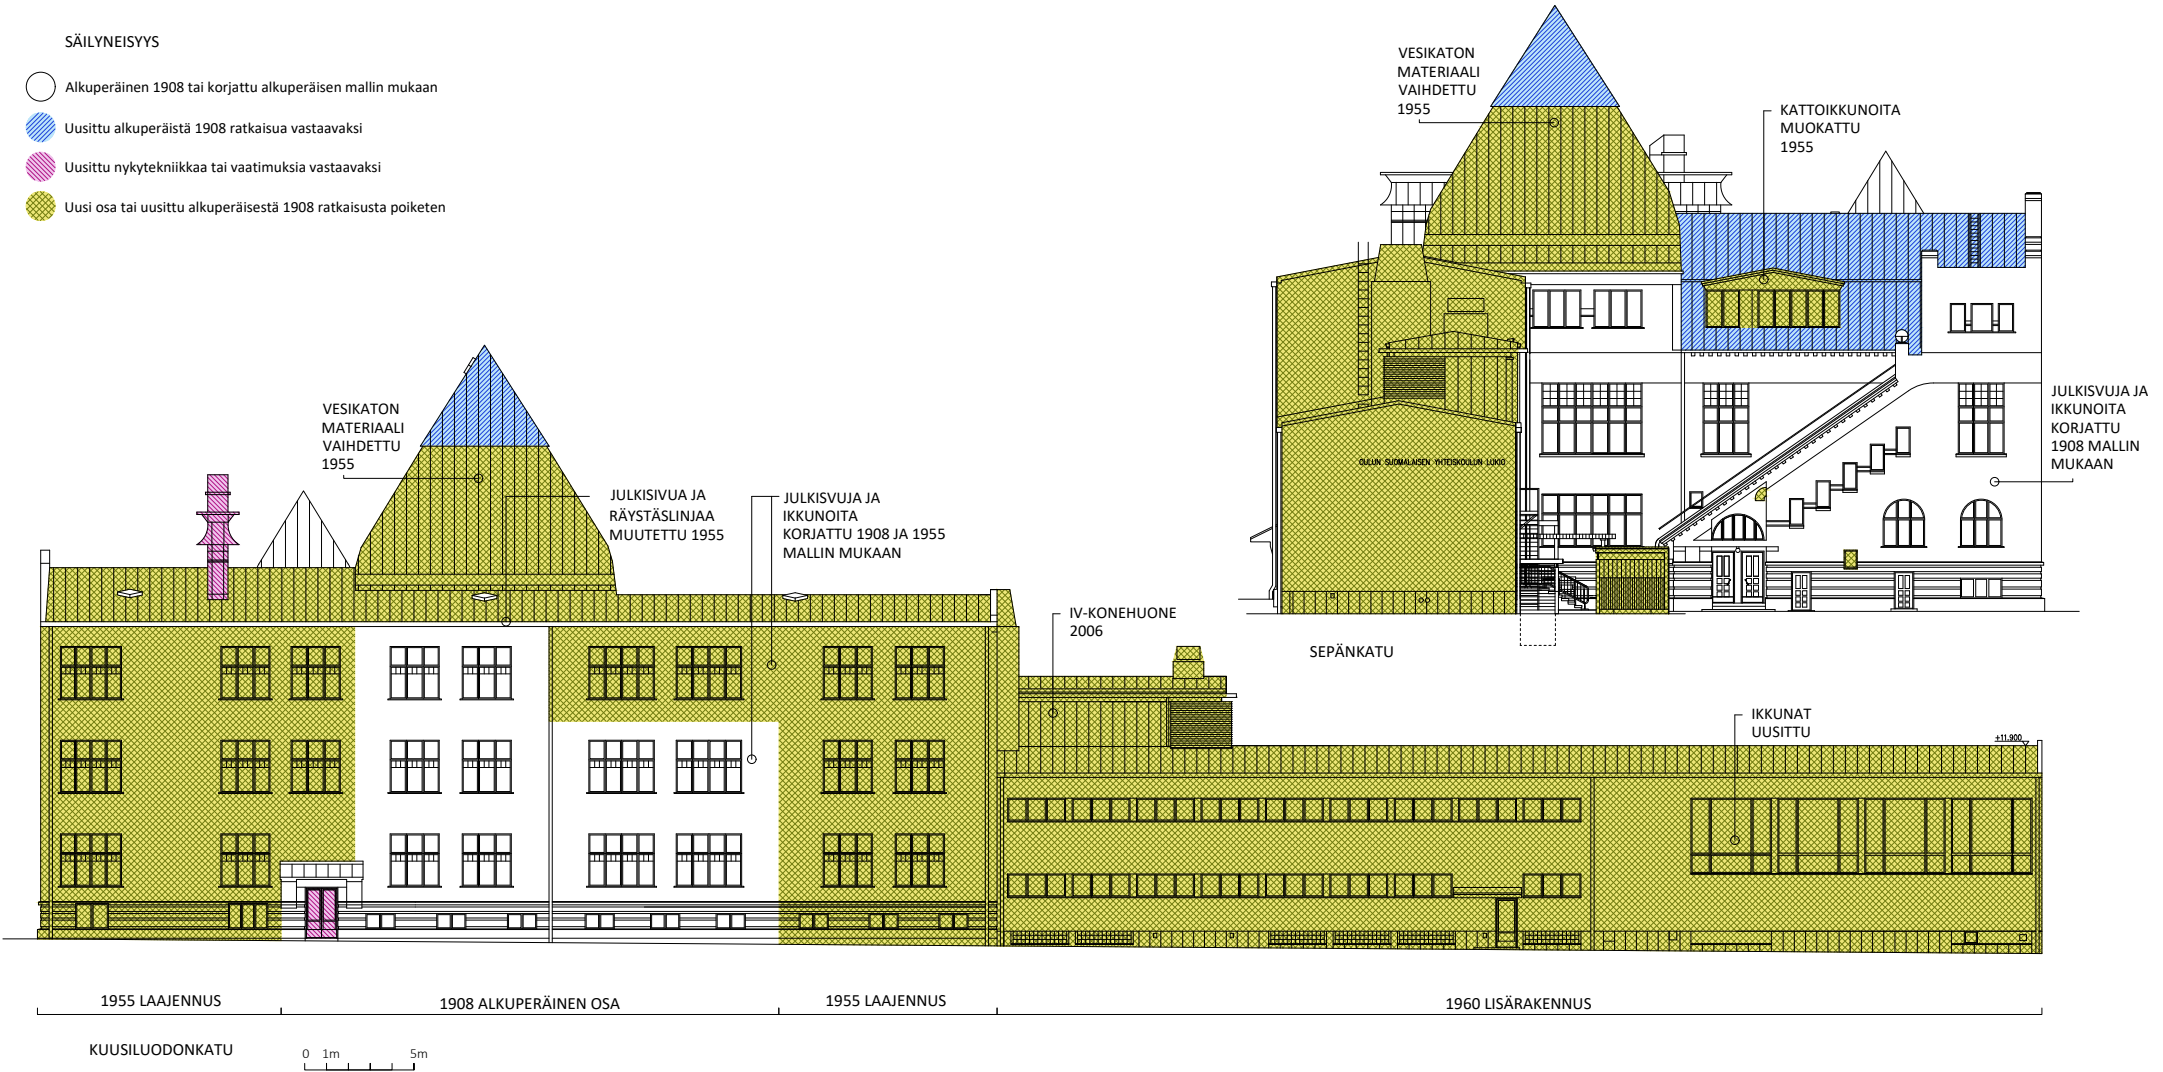 SÄILYNEISYYS
Alkuperäinen 1908 tai korjattu alkuperäisen mallin mukaan
Uusittu alkuperäistä 1908 ratkaisua vastaavaksi
Uusittu nykytekniikkaa tai vaatimuksia vastaavaksi
Uusi osa tai uusittu alkuperäisestä 1908 ratkaisusta poiketen
VESIKATON
MATERIAALI
VAIHDETTU
1955
KATTOIKKUNOITA
MUOKATTU
1955
JULKISVUJA JA
IKKUNOITA
KORJATTU
1908 MALLIN
MUKAAN
OULUN SUOMALAISEN YHTEISKOULUN LUKIO
SEPÄNKATU
VESIKATON
MATERIAALI
VAIHDETTU
1955
JULKISIVUA JA
RÄYSTÄSLINJAA
MUUTETTU 1955
JULKISVUJA JA
IKKUNOITA
KORJATTU 1908 JA 1955
MALLIN MUKAAN
IV-KONEHUONE
2006
IKKUNAT
UUSITTU
+11.900
1955 LAAJENNUS
1908 ALKUPERÄINEN OSA
1955 LAAJENNUS
1960 LISÄRAKENNUS
KUUSILUODONKATU
0 1m 5m